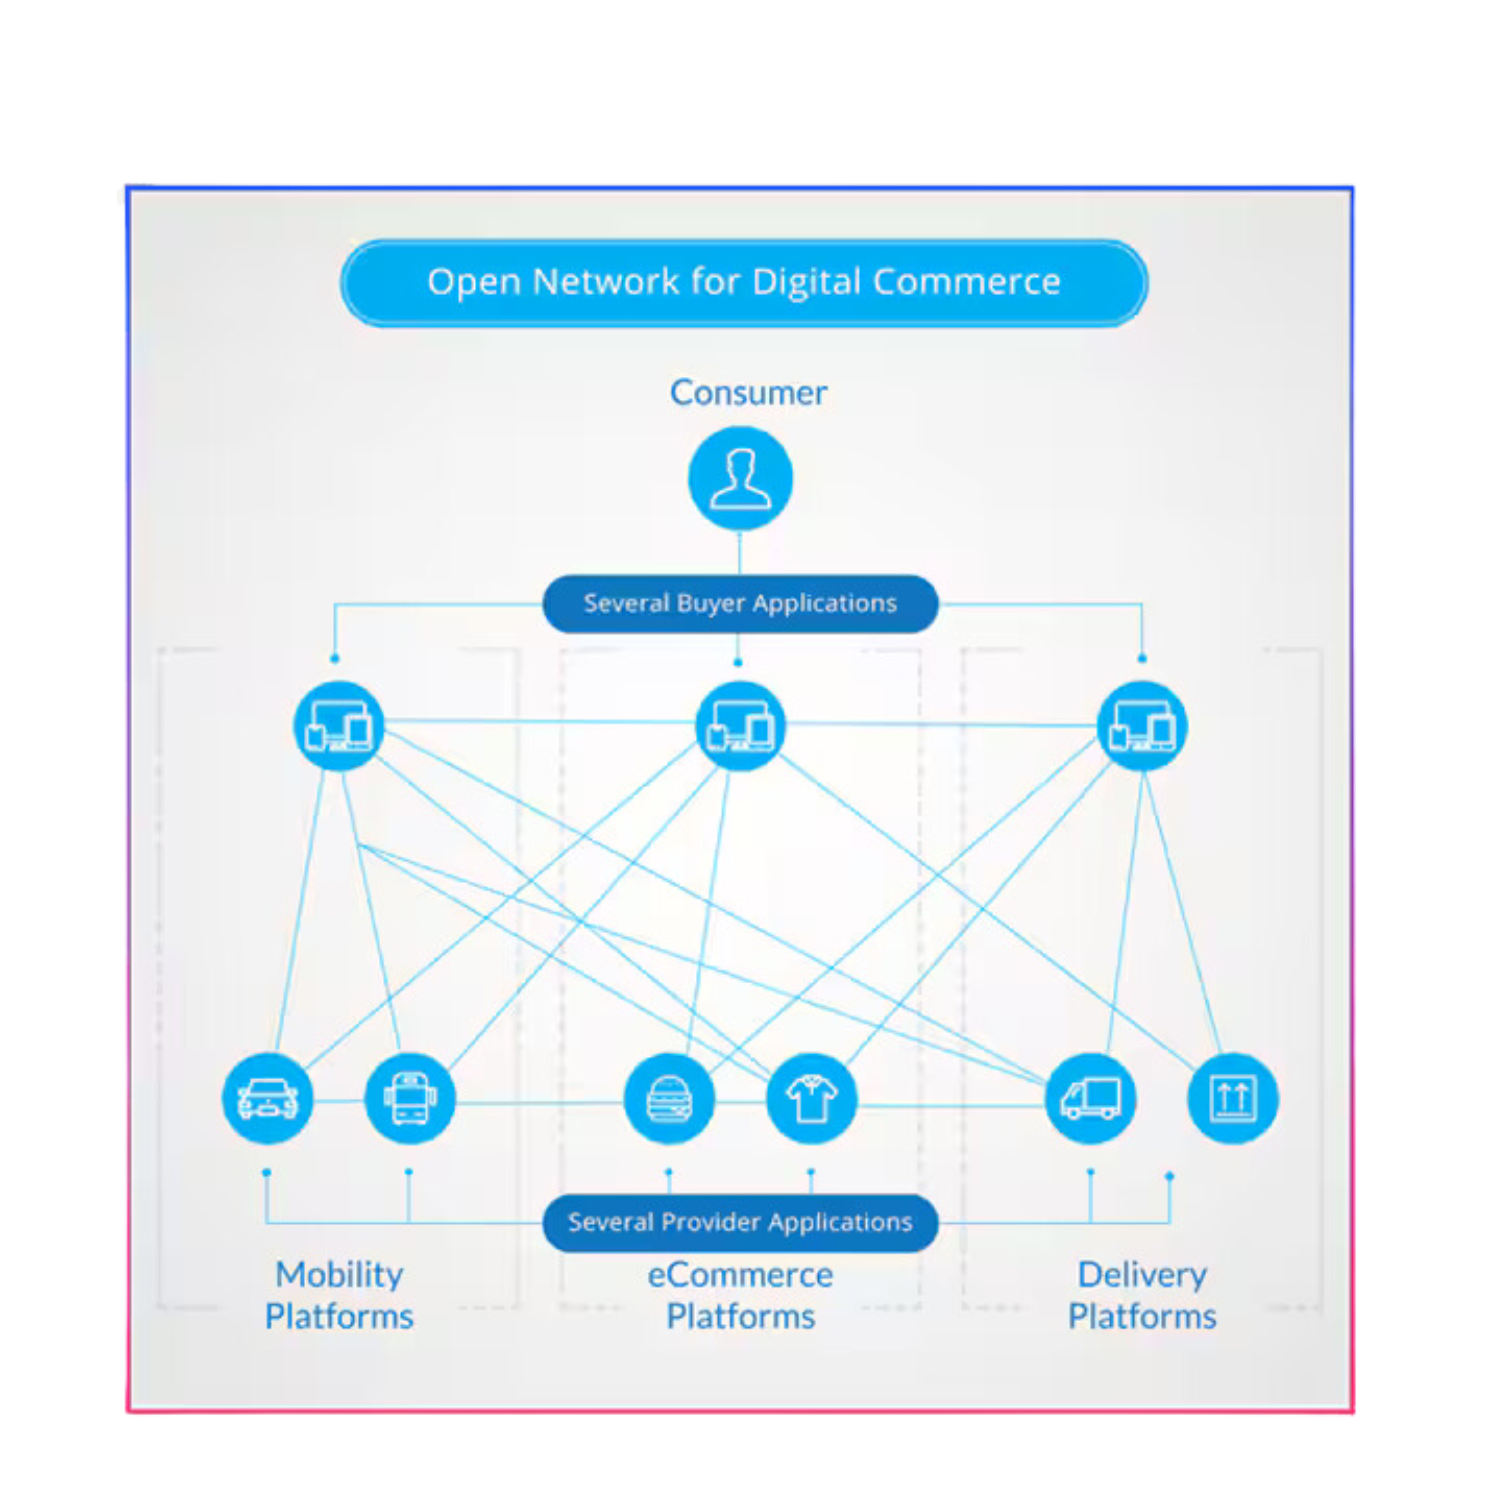 Open Network for Digital Commerce
Consumer
Several Buyer Applications
Several Provider Applications
Mobility
Platforms
eCommerce
Platforms
Delivery
Platforms